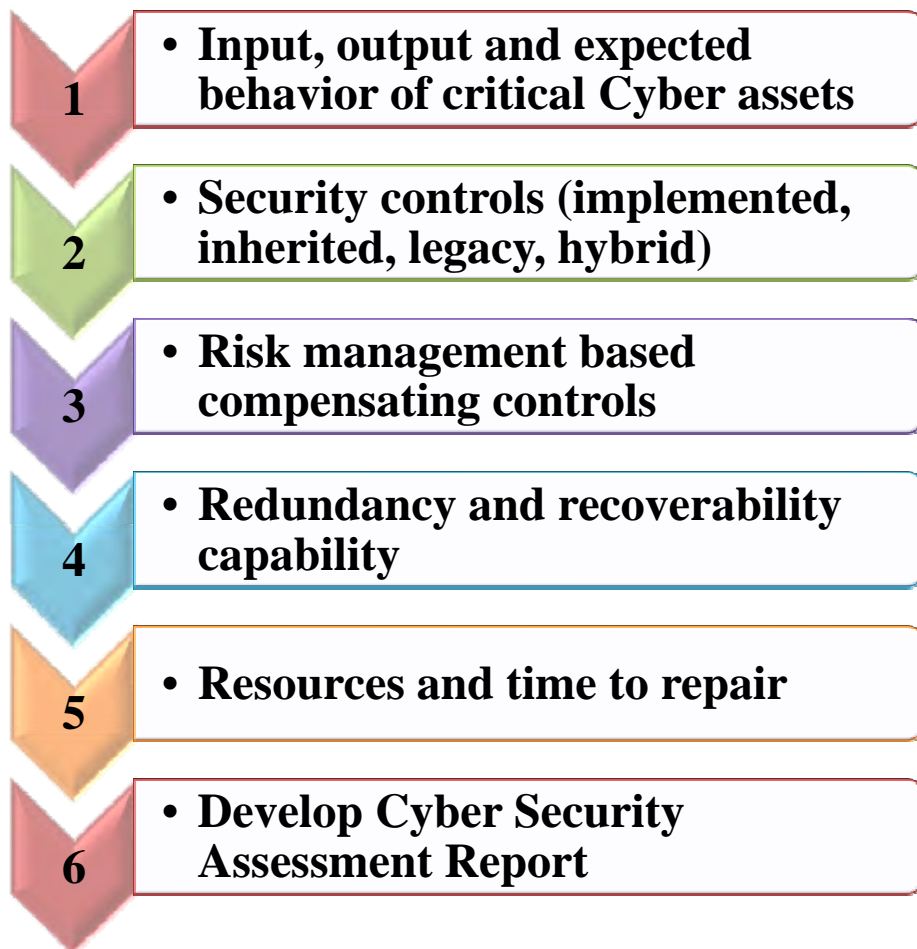 1
• Input, output and expected
behavior of critical Cyber assets
2
• Security controls (implemented,
inherited, legacy, hybrid)
3
• Risk management based
compensating controls
4
• Redundancy and recoverability
capability
5
• Resources and time to repair
6
• Develop Cyber Security
Assessment Report